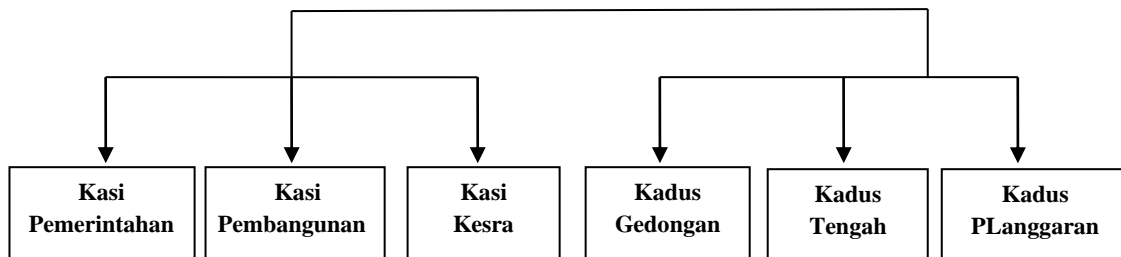 Kasi
Pemerintahan
Kasi
Pembangunan
Kasi
Kesra
Kadus
Gedongan
Kadus
Tengah
Kadus
PLanggaran